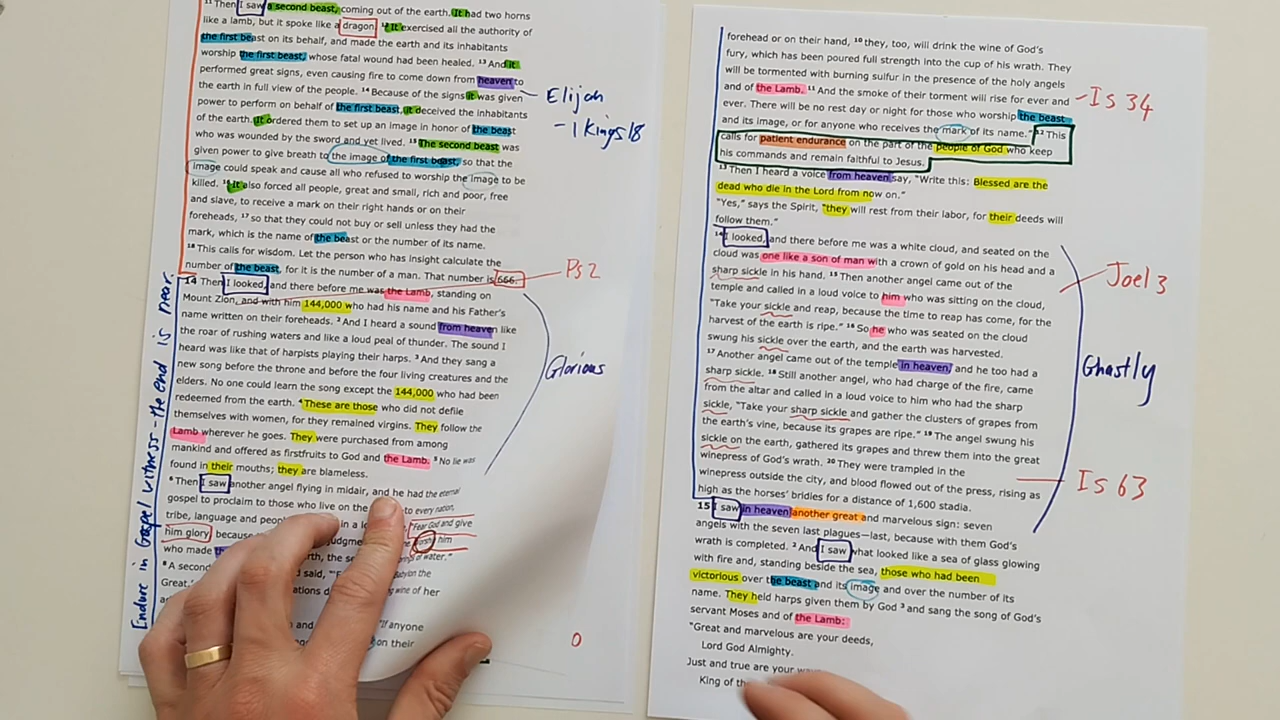 11 Then I saw a second beast, coming out of the earth. It had two horns
like a lamb, but it spoke like a dragon. 12 It exercised all the authority of
the first beast on its behalf, and made the earth and its inhabitants
worship the first beast, whose fatal wound had been healed. 13 And it
performed great signs, even causing fire to come down from heaven to
the earth in full view of the people. 14 Because of the signs it was given
power to perform on behalf of the first beast, it deceived the inhabitants
of the earth. It ordered them to set up an image in honor of the beast
who was wounded by the sword and yet lived. 15 The second beast was
given power to give breath to the image of the first beast, so that the
image could speak and cause all who refused to worship the image to be
killed. 16 It also forced all people, great and small, rich and poor, free
and slave, to receive a mark on their right hands or on their
foreheads, 17 so that they could not buy or sell unless they had the
mark, which is the name of the beast or the number of its name.
18 This calls for wisdom. Let the person who has insight calculate the
number of the beast, for it is the number of a man. That number is 666.
14 Then I looked, and there before me was the Lamb, standing on
Mount Zion, and with him 144,000 who had his name and his Father's
name written on their foreheads. 2 And I heard a sound from heaven like
the roar of rushing waters and like a loud peal of thunder. The sound I
heard was like that of harpists playing their harps. 3 And they sang a
new song before the throne and before the four living creatures and the
elders. No one could learn the song except the 144,000 who had been
redeemed from the earth. 4 These are those who did not defile
themselves with women, for they remained virgins. They follow the
Lamb wherever he goes. They were purchased from among
mankind and offered as firstfruits to God and the Lamb. 5 No lie was
found in their mouths; they are blameless.
6 Then I saw another angel flying in midair, and he had the eternal
gospel to proclaim to those who live on the to every nation,
tribe, language and in a "Fear God and give
him glory, because judgm him
who made rth, the se springs of water."
8 A second said, "' Babylon the
Great,' ations d wine of her
and "If anyone
on their
Elijah
- 1 Kings 18
Ps 2
Glorious
Endure in Gospel witness - the end is near
0
forehead or on their hand, 10 they, too, will drink the wine of God's
fury, which has been poured full strength into the cup of his wrath. They
will be tormented with burning sulfur in the presence of the holy angels
and of the Lamb. 11 And the smoke of their torment will rise for ever and
ever. There will be no rest day or night for those who worship the beast
and its image, or for anyone who receives the mark of its name." 12 This
calls for patient endurance on the part of the people of God who keep
his commands and remain faithful to Jesus.
13 Then I heard a voice from heaven say, "Write this: Blessed are the
dead who die in the Lord from now on."
"Yes," says the Spirit, "they will rest from their labor, for their deeds will
follow them."
14 I looked, and there before me was a white cloud, and seated on the
cloud was one like a son of man with a crown of gold on his head and a
sharp sickle in his hand. 15 Then another angel came out of the
temple and called in a loud voice to him who was sitting on the cloud,
"Take your sickle and reap, because the time to reap has come, for the
harvest of the earth is ripe." 16 So he who was seated on the cloud
swung his sickle over the earth, and the earth was harvested.
17 Another angel came out of the temple in heaven, and he too had a
sharp sickle. 18 Still another angel, who had charge of the fire, came
from the altar and called in a loud voice to him who had the sharp
sickle, "Take your sharp sickle and gather the clusters of grapes from
the earth's vine, because its grapes are ripe." 19 The angel swung his
sickle on the earth, gathered its grapes and threw them into the great
winepress of God's wrath. 20 They were trampled in the
winepress outside the city, and blood flowed out of the press, rising as
high as the horses' bridles for a distance of 1,600 stadia.
15 I saw in heaven another great and marvelous sign: seven
angels with the seven last plagues—last, because with them God's
wrath is completed. 2 And I saw what looked like a sea of glass glowing
with fire and, standing beside the sea, those who had been
victorious over the beast and its image and over the number of its
name. They held harps given them by God 3 and sang the song of God's
servant Moses and of the Lamb:
"Great and marvelous are your deeds,
Lord God Almighty.
Just and true are your
King of the
- Is 34
Joel 3
Ghastly
Is 63